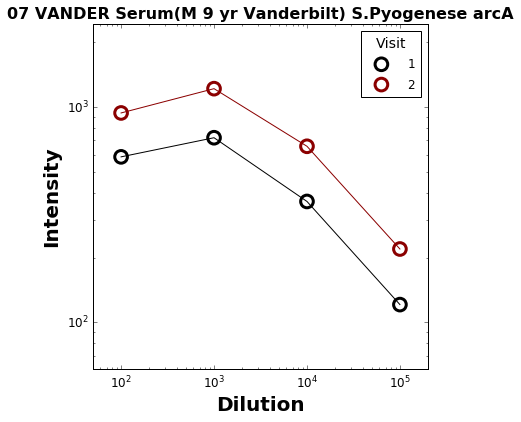 07 VANDER Serum(M 9 yr Vanderbilt) S.Pyogenese arcA
Visit
1
2
Intensity
10³
10²
10² 10³ 10⁴ 10⁵
Dilution